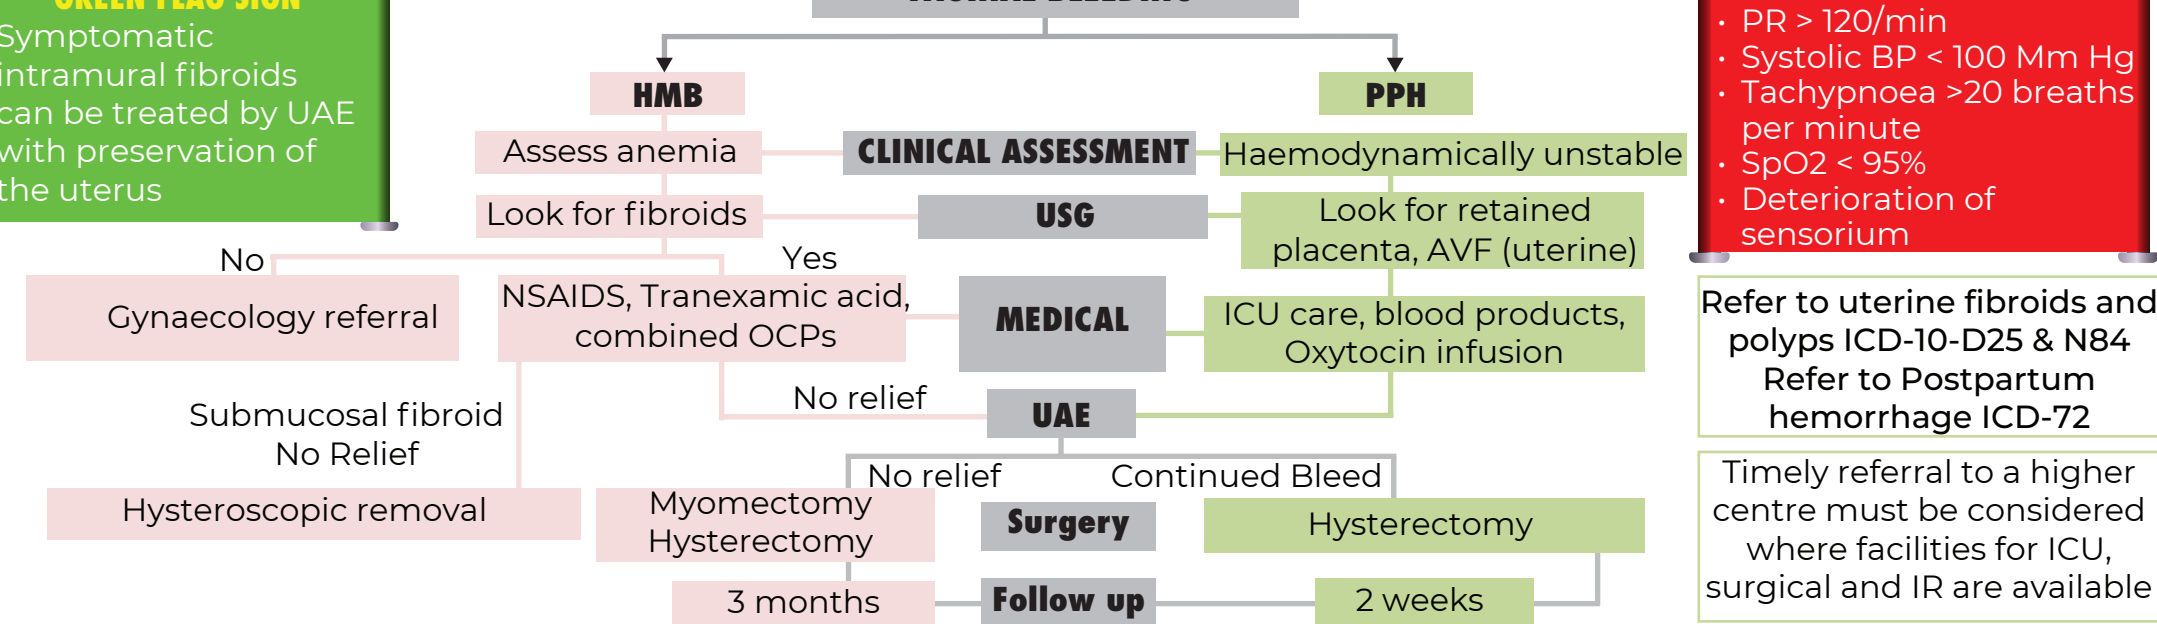 GREEN FLAG SIGN
Symptomatic
intramural fibroids
can be treated by UAE
with preservation of
the uterus
VAGINAL BLEEDING
HMB
PPH
Assess anemia
CLINICAL ASSESSMENT
Haemodynamically unstable
Look for fibroids
USG
Look for retained
placenta, AVF (uterine)
No
Yes
Gynaecology referral
NSAIDS, Tranexamic acid,
combined OCPs
MEDICAL
ICU care, blood products,
Oxytocin infusion
No relief
UAE
Submucosal fibroid
No Relief
No relief
Continued Bleed
Hysteroscopic removal
Myomectomy
Hysterectomy
Surgery
Hysterectomy
3 months
Follow up
2 weeks
• PR > 120/min
• Systolic BP < 100 Mm Hg
• Tachypnoea >20 breaths
per minute
• SpO2 < 95%
• Deterioration of
sensorium
Refer to uterine fibroids and
polyps ICD-10-D25 & N84
Refer to Postpartum
hemorrhage ICD-72
Timely referral to a higher
centre must be considered
where facilities for ICU,
surgical and IR are available